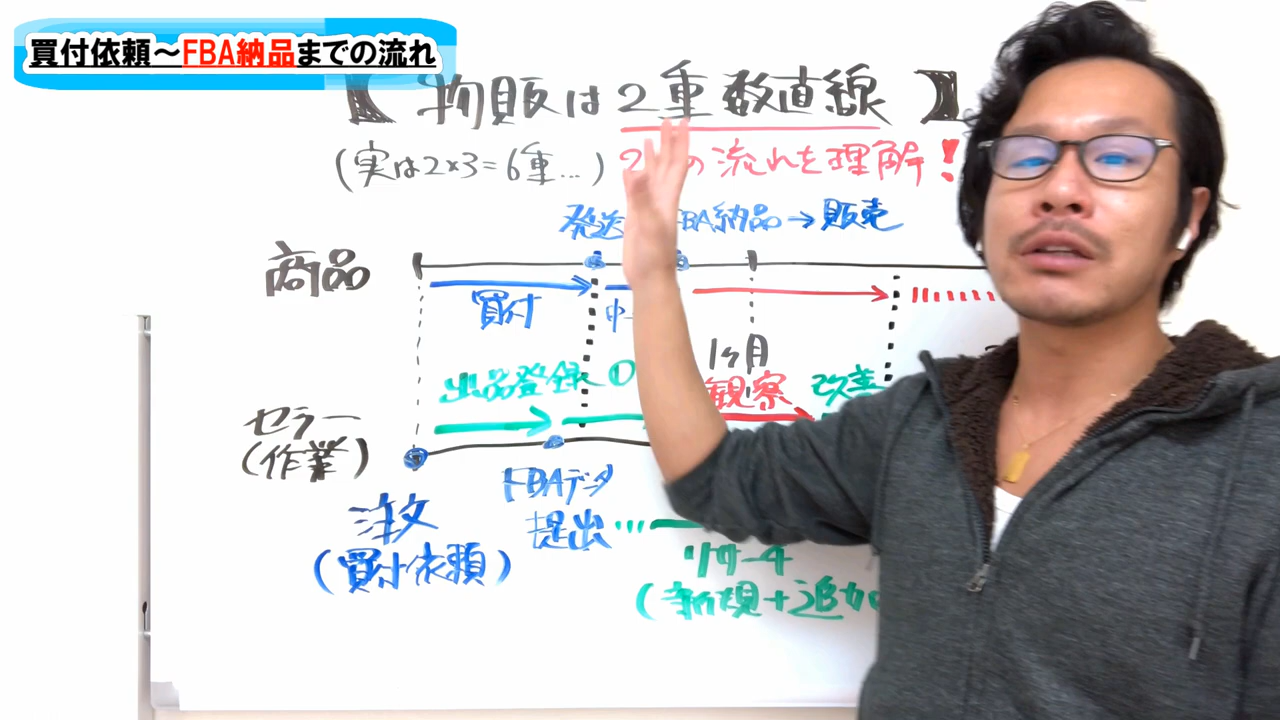 買付依頼～FBA納品までの流れ
【物販は2重数直線】
(実は2×3=6重…) 2 の流れを理解!
発送 FBA納品→販売
商品
買付
中
1ヶ月
出品登録 観察 改善
セラー
(作業)
FBAデータ
提出…
注文
(買付依頼)
リサーチ
(新規+追加